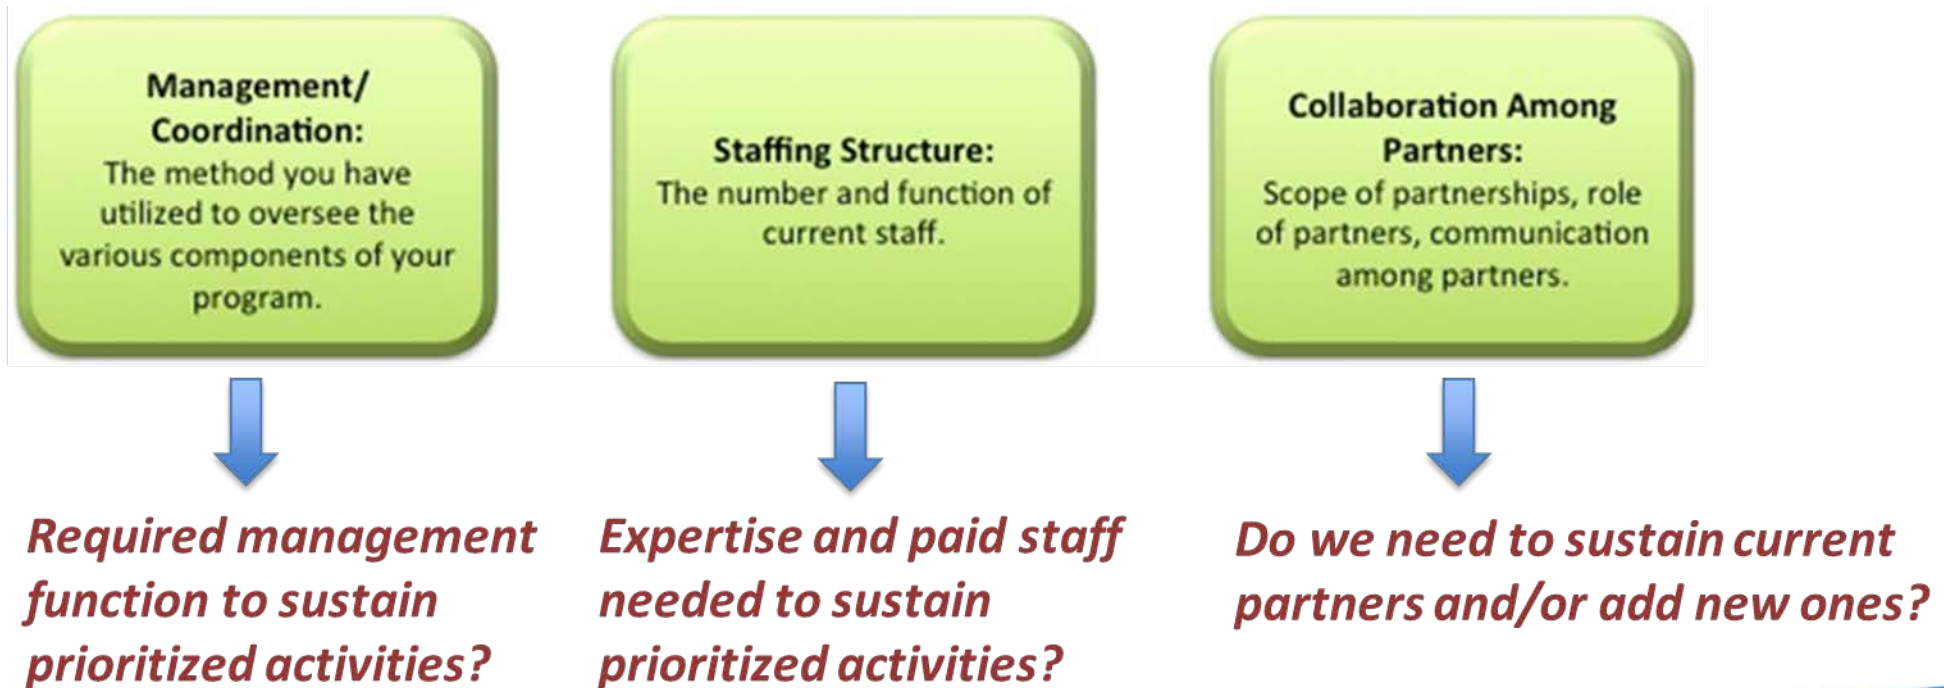 Management/
Coordination:
The method you have
utilized to oversee the
various components of your
program.
Staffing Structure:
The number and function of
current staff.
Collaboration Among
Partners:
Scope of partnerships, role
of partners, communication
among partners.
Required management
function to sustain
prioritized activities?
Expertise and paid staff
needed to sustain
prioritized activities?
Do we need to sustain current
partners and/or add new ones?